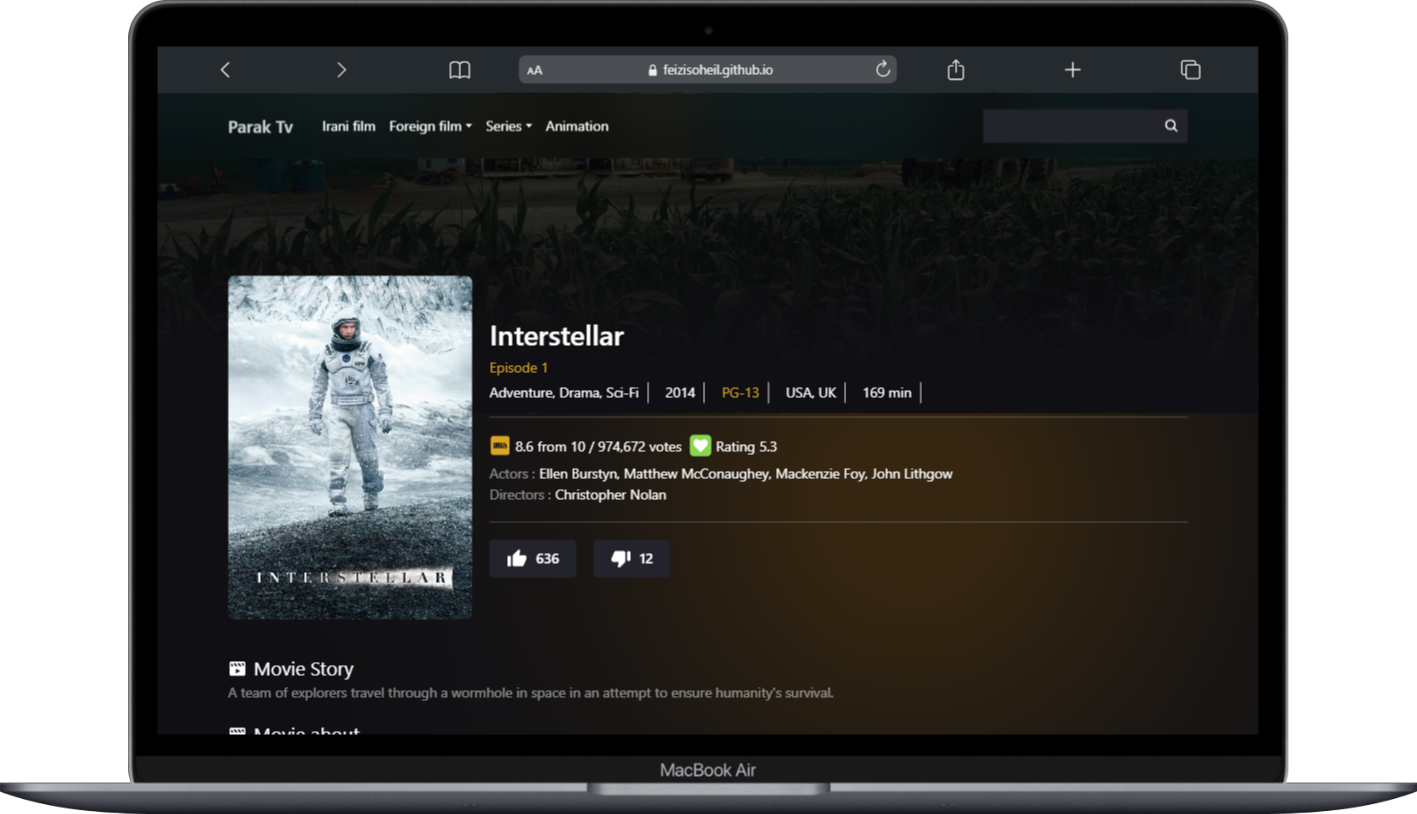 AA feizisoheil.github.io
Parak Tv Irani film Foreign film Series Animation
Interstellar
Episode 1
Adventure, Drama, Sci-Fi 2014 PG-13 USA, UK 169 min
8.6 from 10 / 974,672 votes Rating 5.3
Actors : Ellen Burstyn, Matthew McConaughey, Mackenzie Foy, John Lithgow
Directors : Christopher Nolan
636 12
INTERSTELLAR
Movie Story
A team of explorers travel through a wormhole in space in an attempt to ensure humanity's survival.
Movie about
MacBook Air